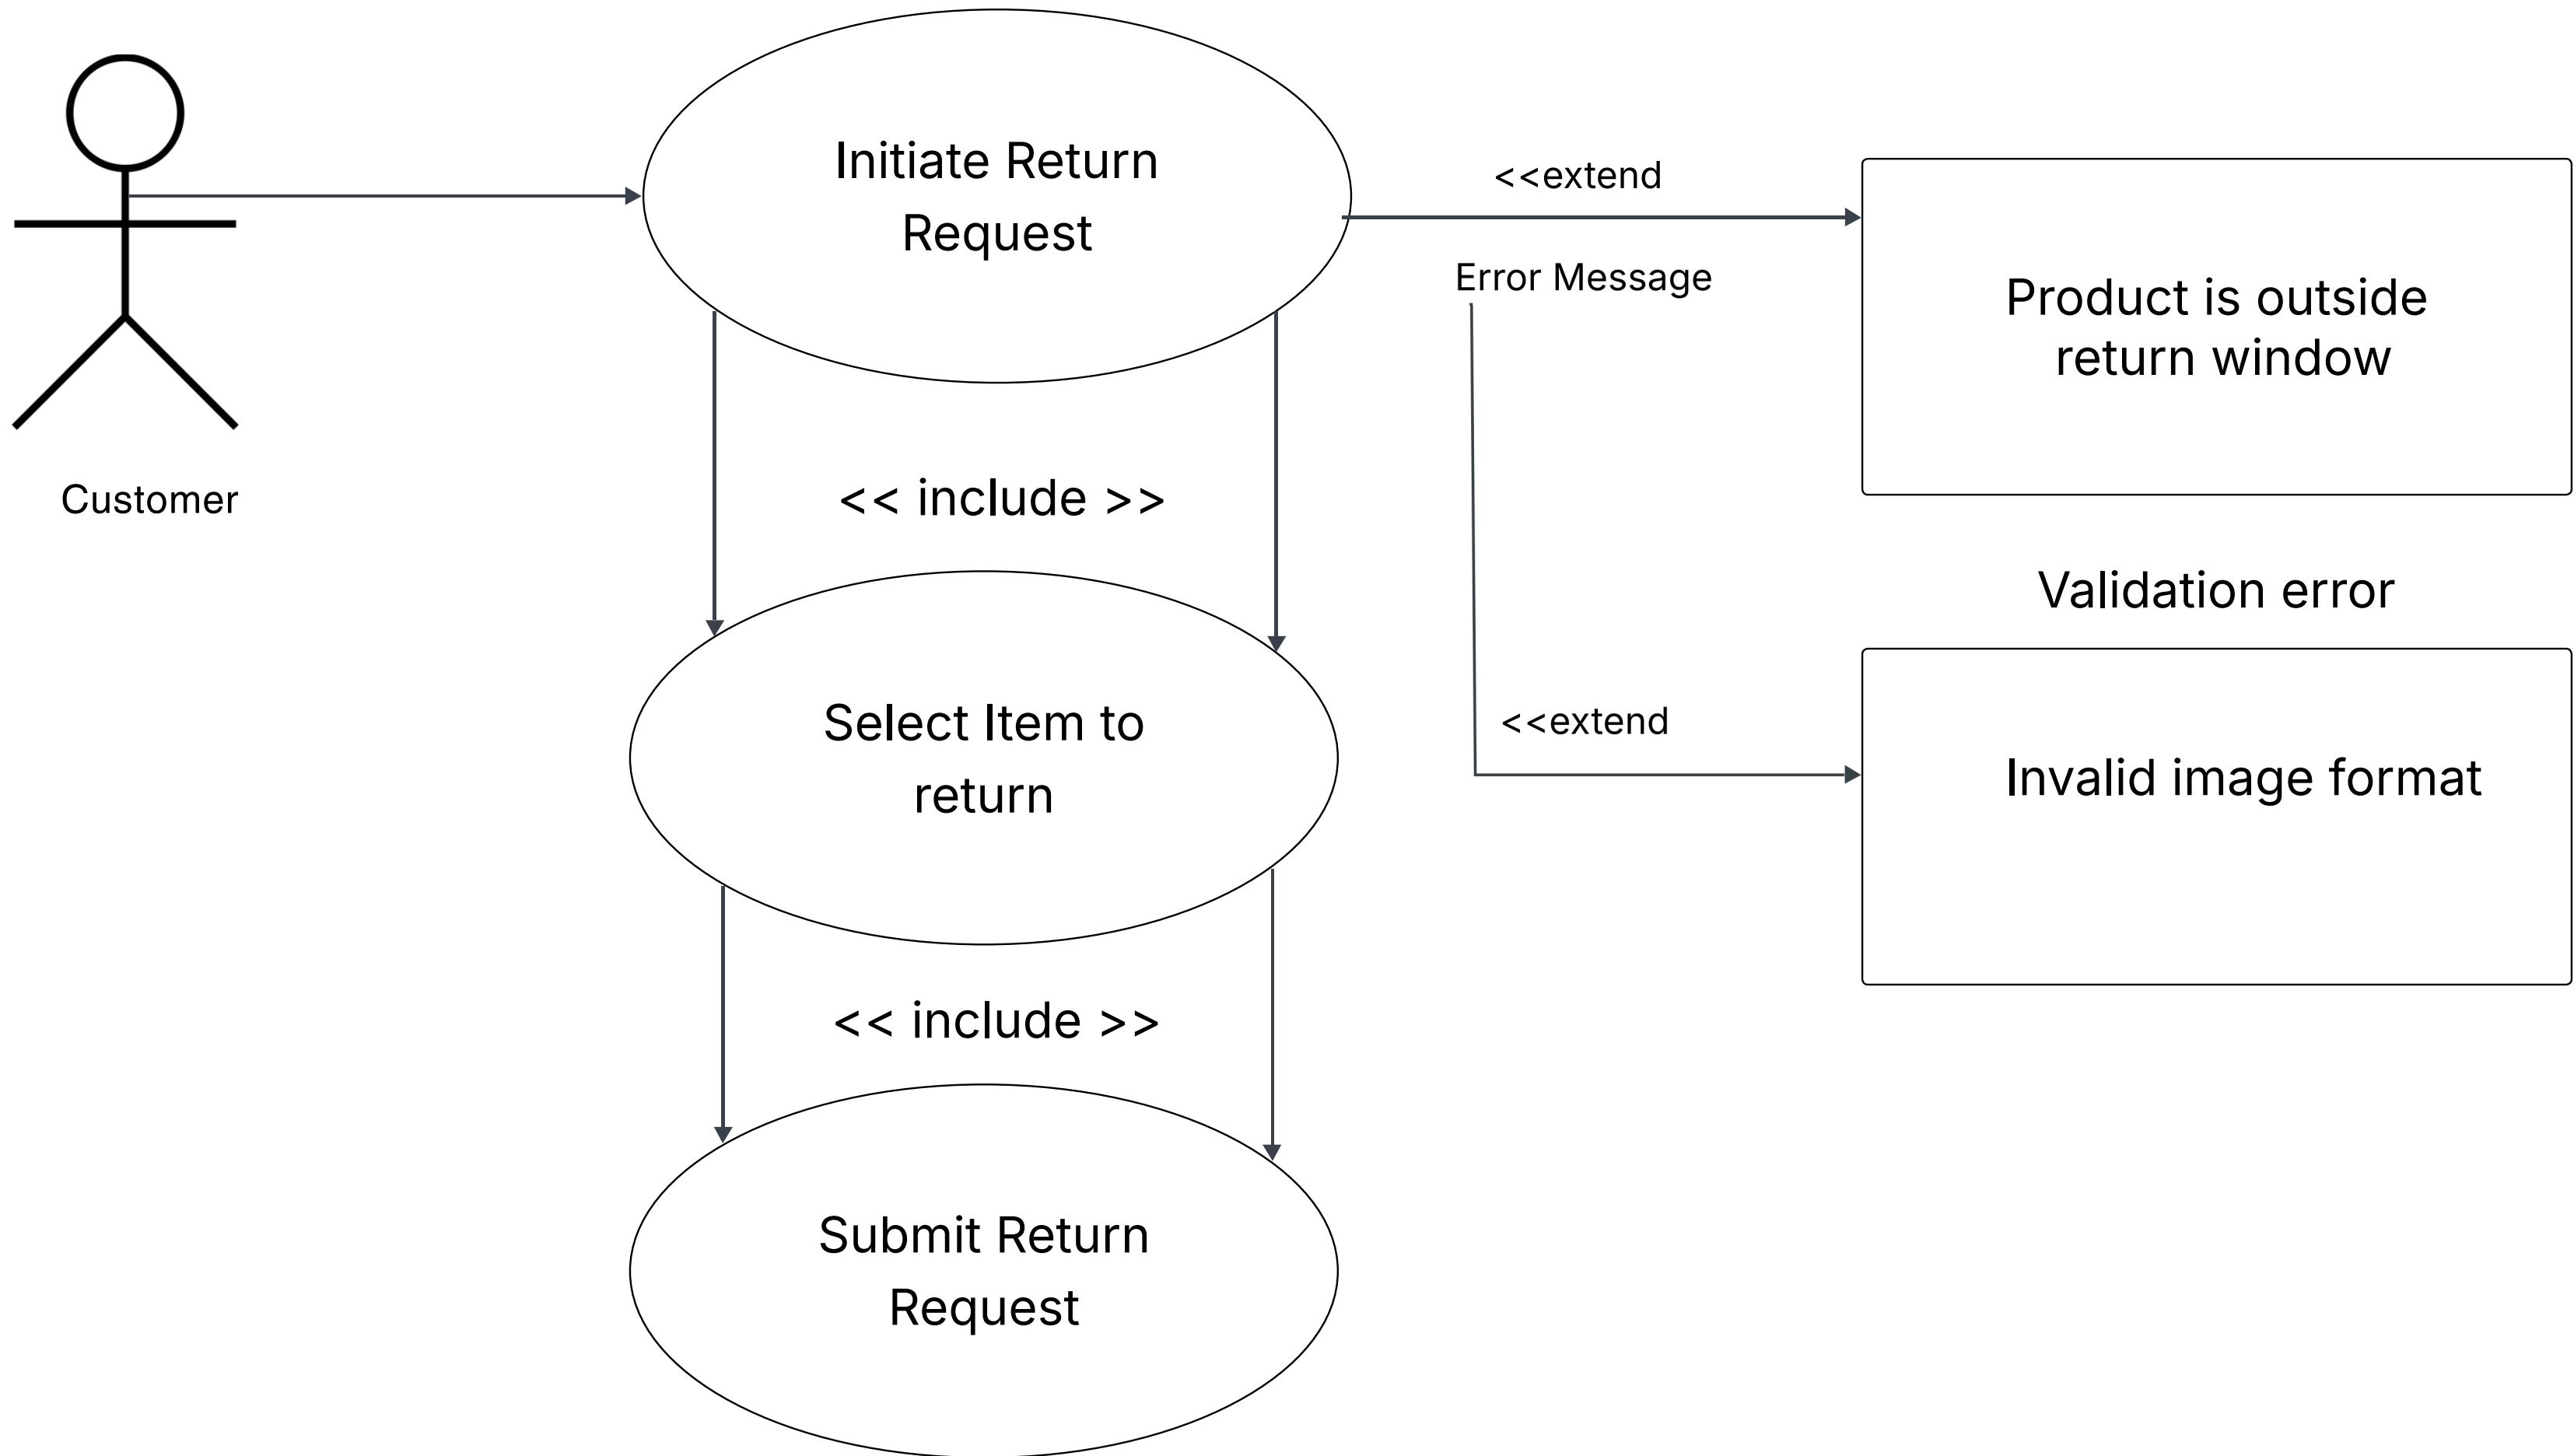 Initiate Return
Request
<<extend
Error Message
Product is outside
return window
Customer
<< include >>
Validation error
Select Item to
return
<<extend
Invalid image format
<< include >>
Submit Return
Request